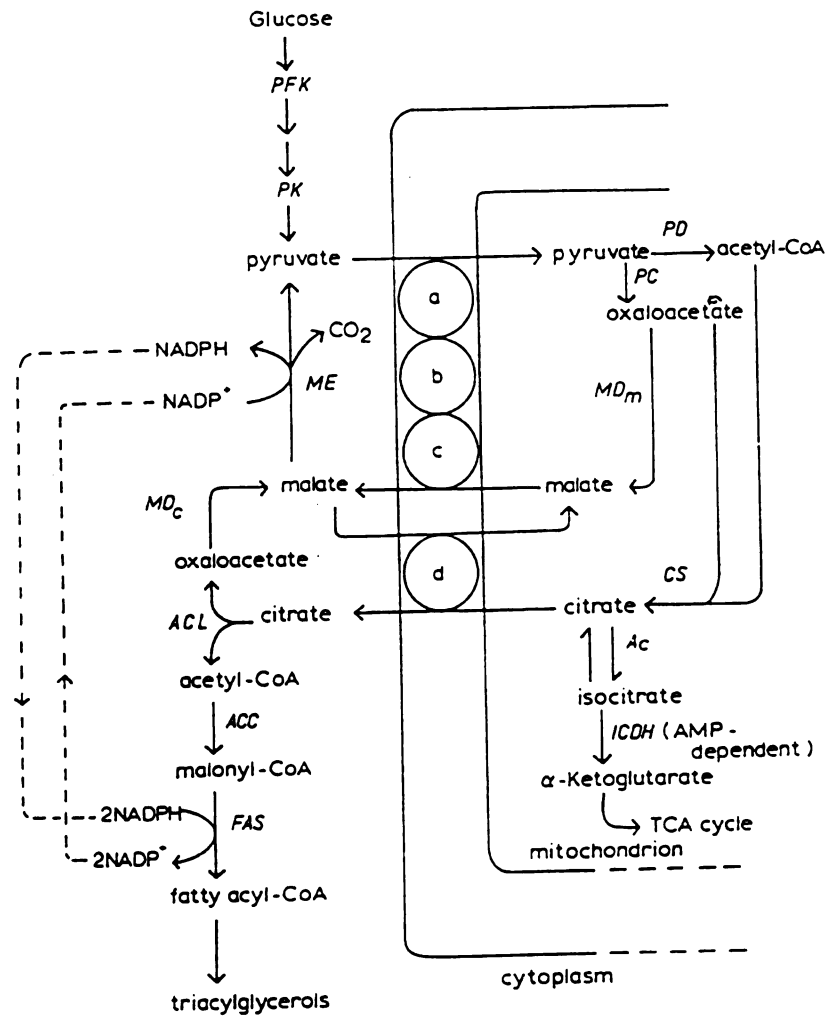 Glucose
PFK
PK
pyruvate
pyruvate
PD
acetyl-CoA
PC
oxaloacetate
a
CO2
NADPH
b
ME
MDm
NADP+
c
malate
malate
MDc
oxaloacetate
d
CS
citrate
citrate
ACL
Ac
acetyl-CoA
isocitrate
ACC
ICDH (AMP-
dependent)
malonyl-CoA
α-Ketoglutarate
2NADPH
FAS
TCA cycle
mitochondrion
2NADP+
fatty acyl-CoA
cytoplasm
triacylglycerols